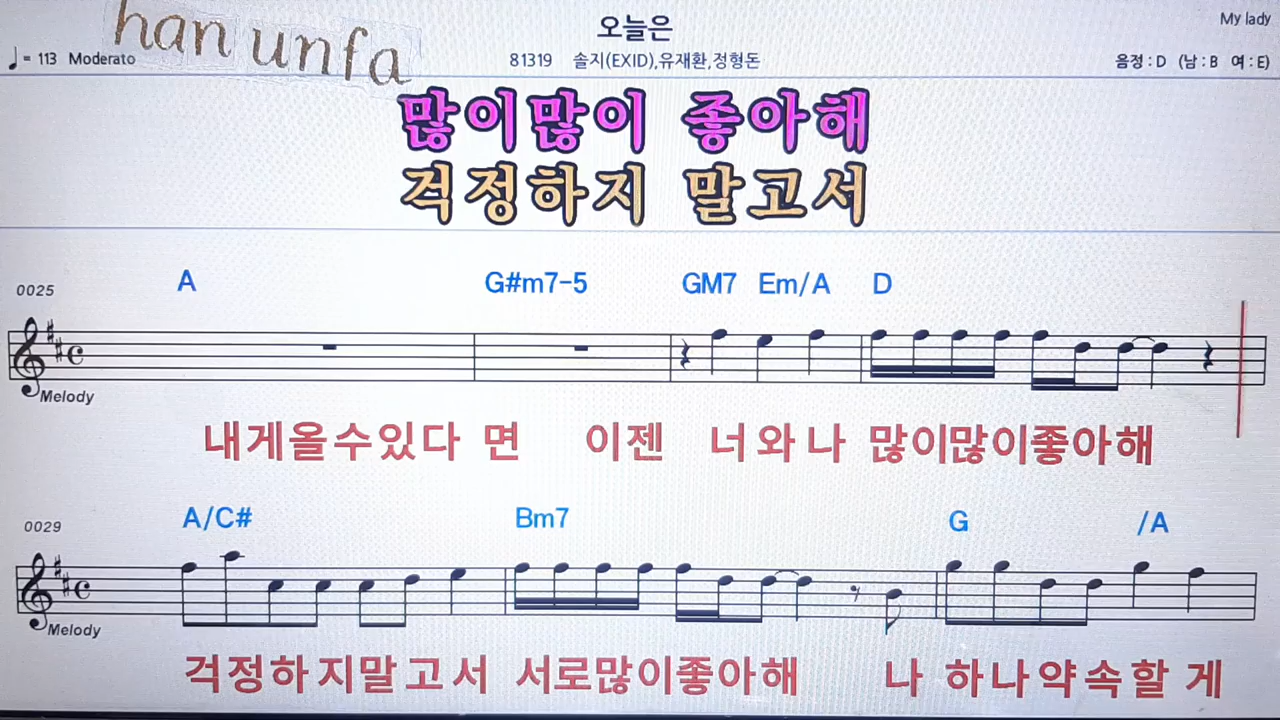 han unfa
오늘은
My lady
♩= 113 Moderato
81319 솔지(EXID),유재환,정형돈
음정 : D (남 : B 여 : E)
많이많이 좋아해
걱정하지 말고서
0025 A G#m7-5 GM7 Em/A D
Melody
내게올수있다 면 이젠 너와나 많이많이좋아해
0029 A/C# Bm7 G /A
Melody
걱정하지말고서 서로많이좋아해 나 하나약속할 게